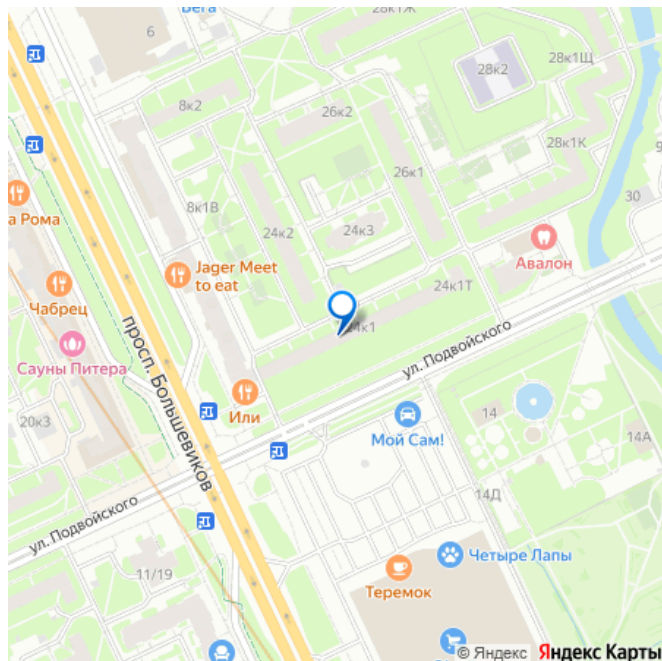 Вега
28к1Ж
6
28к1Щ
28к2
8к2
26к2
28к1К
9
26к1
а Рома
8к1В
30
24к2
24к3
Авалон
Jager Meet
to eat
24к1Т
Чабрец
24к1
ул. Подвойского
просп. Большевиков
Сауны Питера
Или
20к3
Мой Сам!
14
14А
ул. Подвойского
14Д
Четыре Лапы
11/19
Теремок
© Яндекс
Яндекс Карты